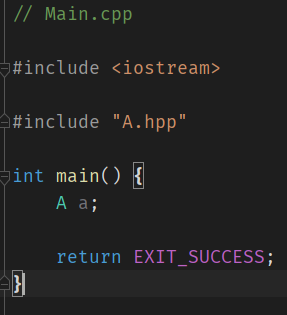 // Main.cpp
#include <iostream>
#include "A.hpp"
int main() {
A a;
return EXIT_SUCCESS;
}